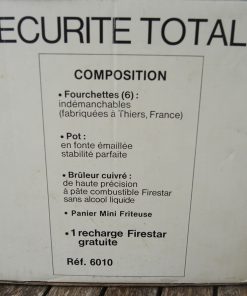 ECURITE TOTAL
COMPOSITION
• Fourchettes (6) :
indémanchables
(fabriquées à Thiers, France)
• Pot :
en fonte émaillée
stabilité parfaite
• Brûleur cuivré :
de haute précision
à pâte combustible Firestar
sans alcool liquide
• Panier Mini Friteuse
• 1 recharge Firestar
gratuite
Réf. 6010